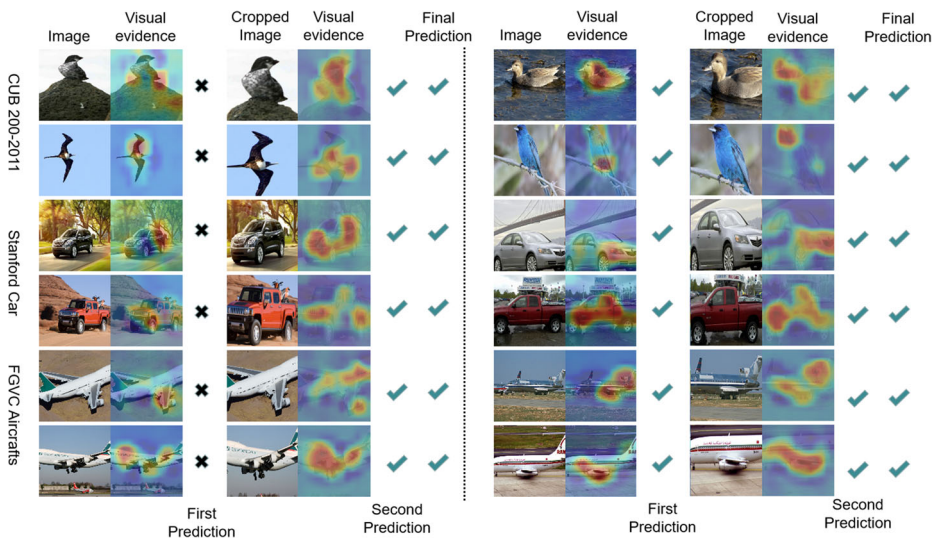 Image
Visual
evidence
Cropped
Image
Visual
evidence
Final
Prediction
Image
Visual
evidence
Cropped
Image
Visual
evidence
Final
Prediction
CUB 200-2011
Stanford Car
FGVC Aircrafts
First
Prediction
Second
Prediction
First
Prediction
Second
Prediction